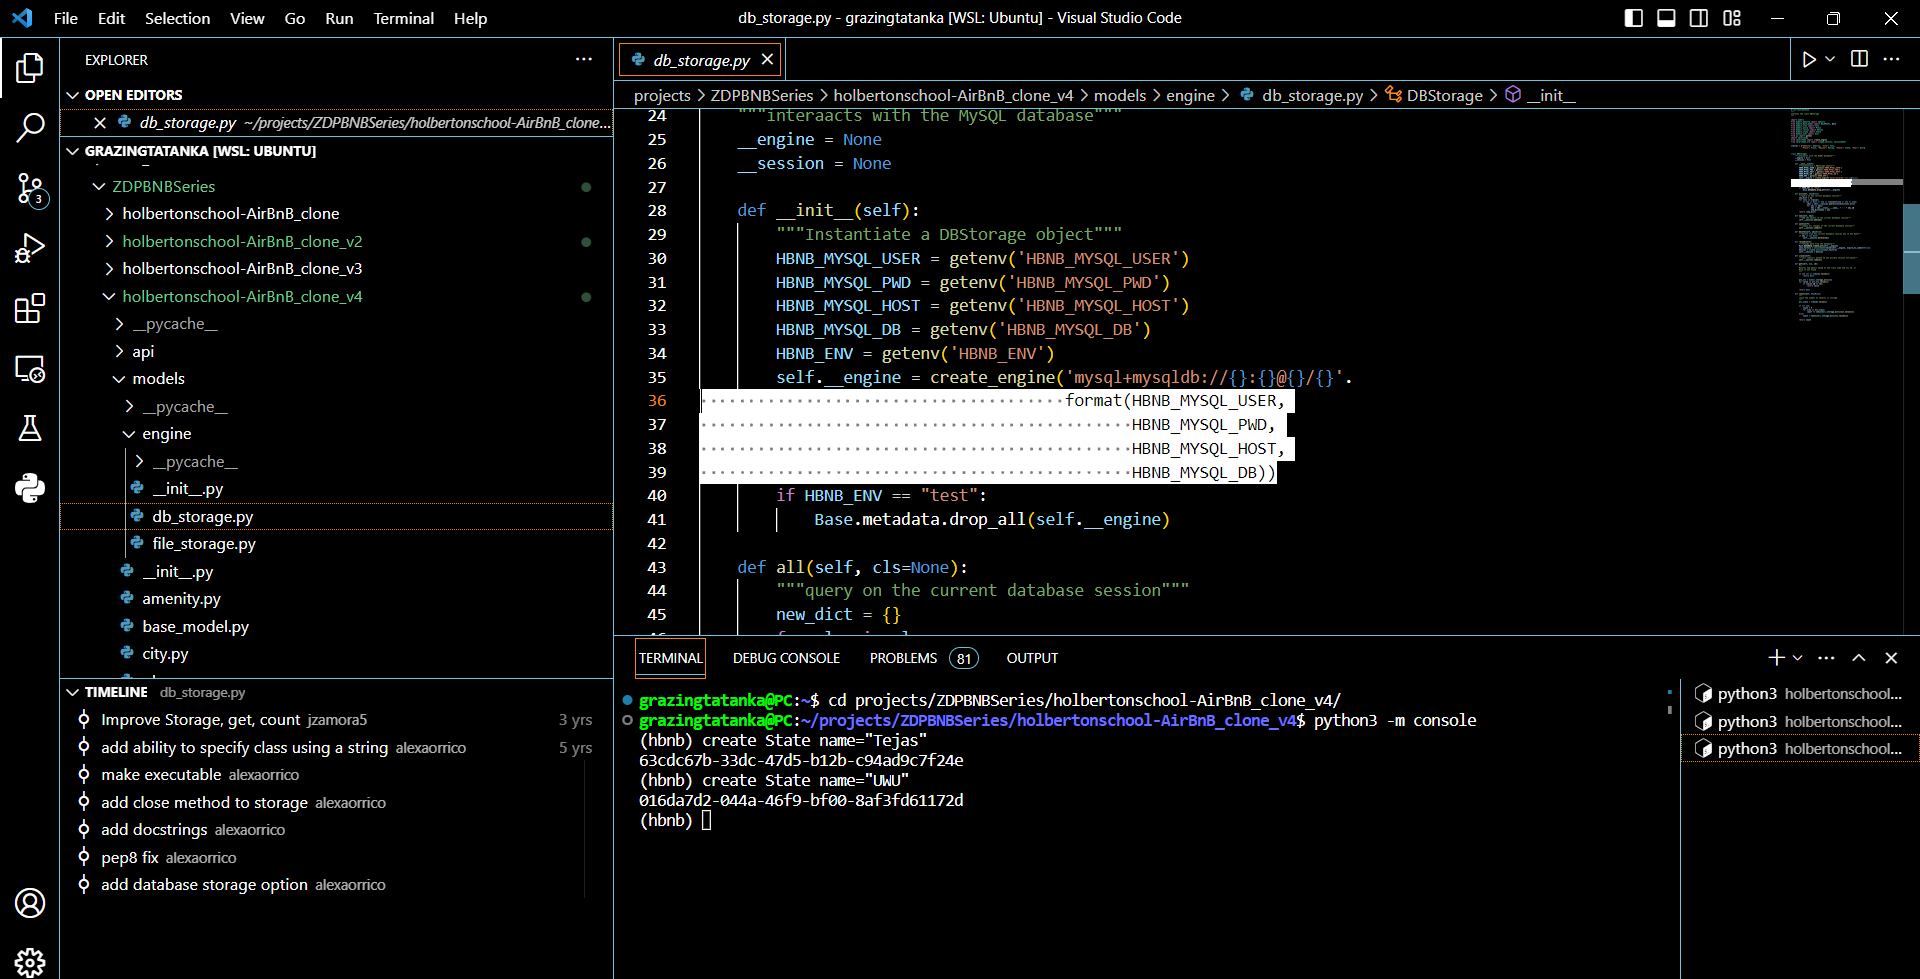 File Edit Selection View Go Run Terminal Help
db_storage.py - grazingtatanka [WSL: Ubuntu] - Visual Studio Code
EXPLORER
OPEN EDITORS
db_storage.py ~/projects/ZDPBNBSeries/holbertonschool-AirBnB_clone...
GRAZINGTATANKA [WSL: UBUNTU]
ZDPBNBSeries
holbertonschool-AirBnB_clone
holbertonschool-AirBnB_clone_v2
holbertonschool-AirBnB_clone_v3
holbertonschool-AirBnB_clone_v4
__pycache__
api
models
__pycache__
engine
__pycache__
__init__.py
db_storage.py
file_storage.py
__init__.py
amenity.py
base_model.py
city.py
TIMELINE db_storage.py
Improve Storage, get, count jzamora5 3 yrs
add ability to specify class using a string alexaorrico 5 yrs
make executable alexaorrico
add close method to storage alexaorrico
add docstrings alexaorrico
pep8 fix alexaorrico
add database storage option alexaorrico
3
db_storage.py
projects > ZDPBNBSeries > holbertonschool-AirBnB_clone_v4 > models > engine > db_storage.py > DBStorage > __init__
24 """interaacts with the MySQL database"""
25 __engine = None
26 __session = None
27
28 def __init__(self):
29 """Instantiate a DBStorage object"""
30 HBNB_MYSQL_USER = getenv('HBNB_MYSQL_USER')
31 HBNB_MYSQL_PWD = getenv('HBNB_MYSQL_PWD')
32 HBNB_MYSQL_HOST = getenv('HBNB_MYSQL_HOST')
33 HBNB_MYSQL_DB = getenv('HBNB_MYSQL_DB')
34 HBNB_ENV = getenv('HBNB_ENV')
35 self.__engine = create_engine('mysql+mysqldb://{}:{}@{}/{}'.
36 format(HBNB_MYSQL_USER,
37 HBNB_MYSQL_PWD,
38 HBNB_MYSQL_HOST,
39 HBNB_MYSQL_DB))
40 if HBNB_ENV == "test":
41 Base.metadata.drop_all(self.__engine)
42
43 def all(self, cls=None):
44 """query on the current database session"""
45 new_dict = {}
TERMINAL DEBUG CONSOLE PROBLEMS 81 OUTPUT
grazingtatanka@PC:~$ cd projects/ZDPBNBSeries/holbertonschool-AirBnB_clone_v4/
grazingtatanka@PC:~/projects/ZDPBNBSeries/holbertonschool-AirBnB_clone_v4$ python3 -m console
(hbnb) create State name="Tejas"
63cdc67b-33dc-47d5-b12b-c94ad9c7f24e
(hbnb) create State name="UWU"
016da7d2-044a-46f9-bf00-8af3fd61172d
(hbnb)
python3 holbertonschool...
python3 holbertonschool...
python3 holbertonschool...